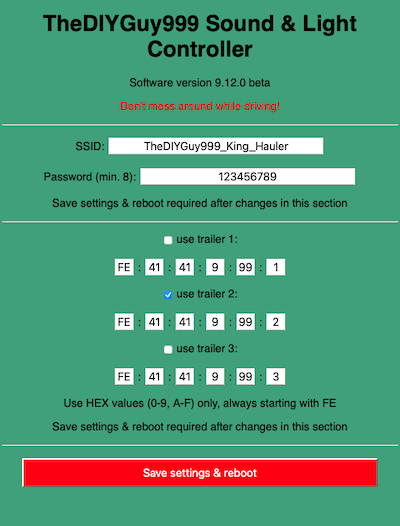 TheDIYGuy999 Sound & Light
Controller
Software version 9.12.0 beta
Don't mess around while driving!
SSID: TheDIYGuy999_King_Hauler
Password (min. 8): 123456789
Save settings & reboot required after changes in this section
use trailer 1:
FE : 41 : 41 : 9 : 99 : 1
use trailer 2:
FE : 41 : 41 : 9 : 99 : 2
use trailer 3:
FE : 41 : 41 : 9 : 99 : 3
Use HEX values (0-9, A-F) only, always starting with FE
Save settings & reboot required after changes in this section
Save settings & reboot